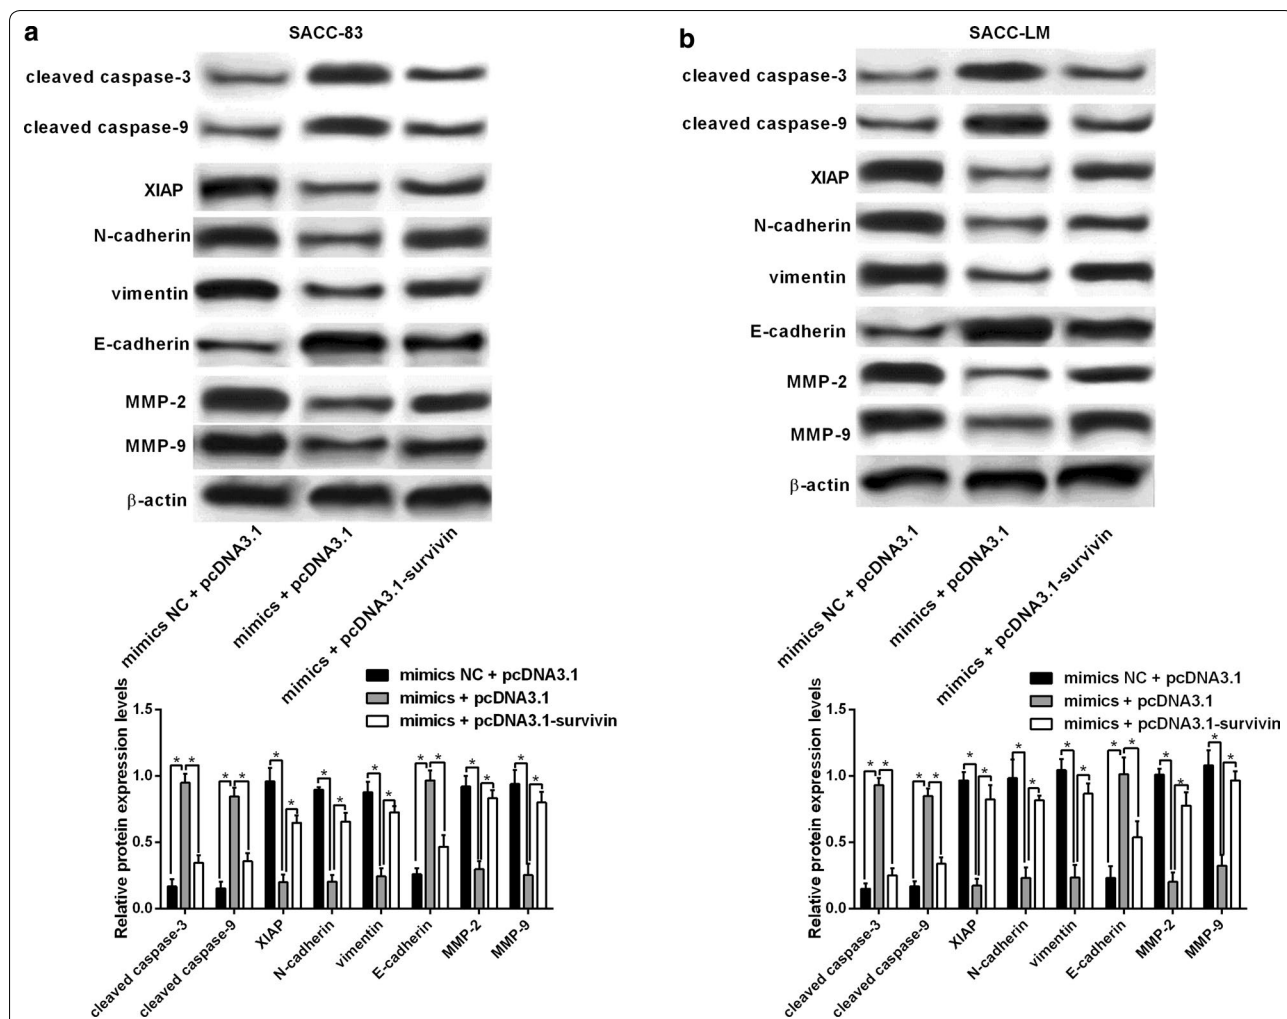 a
SACC-83
cleaved caspase-3
cleaved caspase-9
XIAP
N-cadherin
vimentin
E-cadherin
MMP-2
MMP-9
β-actin
mimics NC + pcDNA3.1
mimics + pcDNA3.1
mimics + pcDNA3.1-survivin
mimics NC + pcDNA3.1
mimics + pcDNA3.1
mimics + pcDNA3.1-survivin
Relative protein expression levels
1.5
1.0
0.5
0.0
* * * * * * * * * * * * * * * *
cleaved caspase-3
cleaved caspase-9
XIAP
N-cadherin
vimentin
E-cadherin
MMP-2
MMP-9
b
SACC-LM
cleaved caspase-3
cleaved caspase-9
XIAP
N-cadherin
vimentin
E-cadherin
MMP-2
MMP-9
β-actin
mimics NC + pcDNA3.1
mimics + pcDNA3.1
mimics + pcDNA3.1-survivin
mimics NC + pcDNA3.1
mimics + pcDNA3.1
mimics + pcDNA3.1-survivin
Relative protein expression levels
1.5
1.0
0.5
0.0
* * * * * * * * * * * * * * * *
cleaved caspase-3
cleaved caspase-9
XIAP
N-cadherin
vimentin
E-cadherin
MMP-2
MMP-9